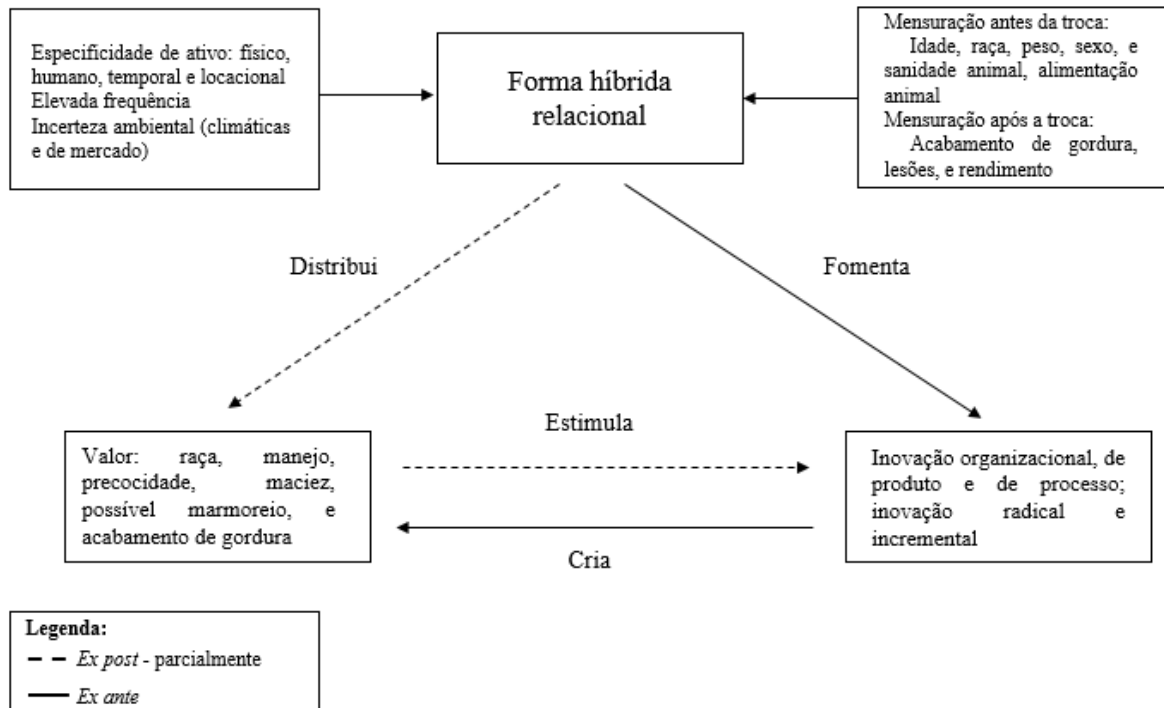 Especificidade de ativo: físico,
humano, temporal e locacional
Elevada frequência
Incerteza ambiental (climáticas
e de mercado)
Forma híbrida
relacional
Mensuração antes da troca:
Idade, raça, peso, sexo, e
sanidade animal, alimentação
animal
Mensuração após a troca:
Acabamento de gordura,
lesões, e rendimento
Distribui
Fomenta
Estimula
Valor: raça, manejo,
precocidade, maciez,
possível marmoreio, e
acabamento de gordura
Inovação organizacional, de
produto e de processo;
inovação radical e
incremental
Cria
Legenda:
Ex post - parcialmente
Ex ante